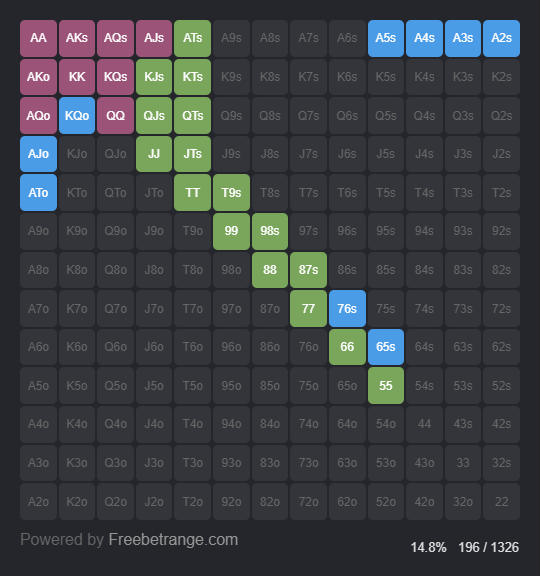 AA AKs AQs AJs ATs A9s A8s A7s A6s A5s A4s A3s A2s
AKo KK KQs KJs KTs K9s K8s K7s K6s K5s K4s K3s K2s
AQo KQo QQ QJs QTs Q9s Q8s Q7s Q6s Q5s Q4s Q3s Q2s
AJo KJo QJo JJ JTs J9s J8s J7s J6s J5s J4s J3s J2s
ATo KTo QTo JTo TT T9s T8s T7s T6s T5s T4s T3s T2s
A9o K9o Q9o J9o T9o 99 98s 97s 96s 95s 94s 93s 92s
A8o K8o Q8o J8o T8o 98o 88 87s 86s 85s 84s 83s 82s
A7o K7o Q7o J7o T7o 97o 87o 77 76s 75s 74s 73s 72s
A6o K6o Q6o J6o T6o 96o 86o 76o 66 65s 64s 63s 62s
A5o K5o Q5o J5o T5o 95o 85o 75o 65o 55 54s 53s 52s
A4o K4o Q4o J4o T4o 94o 84o 74o 64o 54o 44 43s 42s
A3o K3o Q3o J3o T3o 93o 83o 73o 63o 53o 43o 33 32s
A2o K2o Q2o J2o T2o 92o 82o 72o 62o 52o 42o 32o 22
Powered by Freebetrange.com
14.8% 196 / 1326